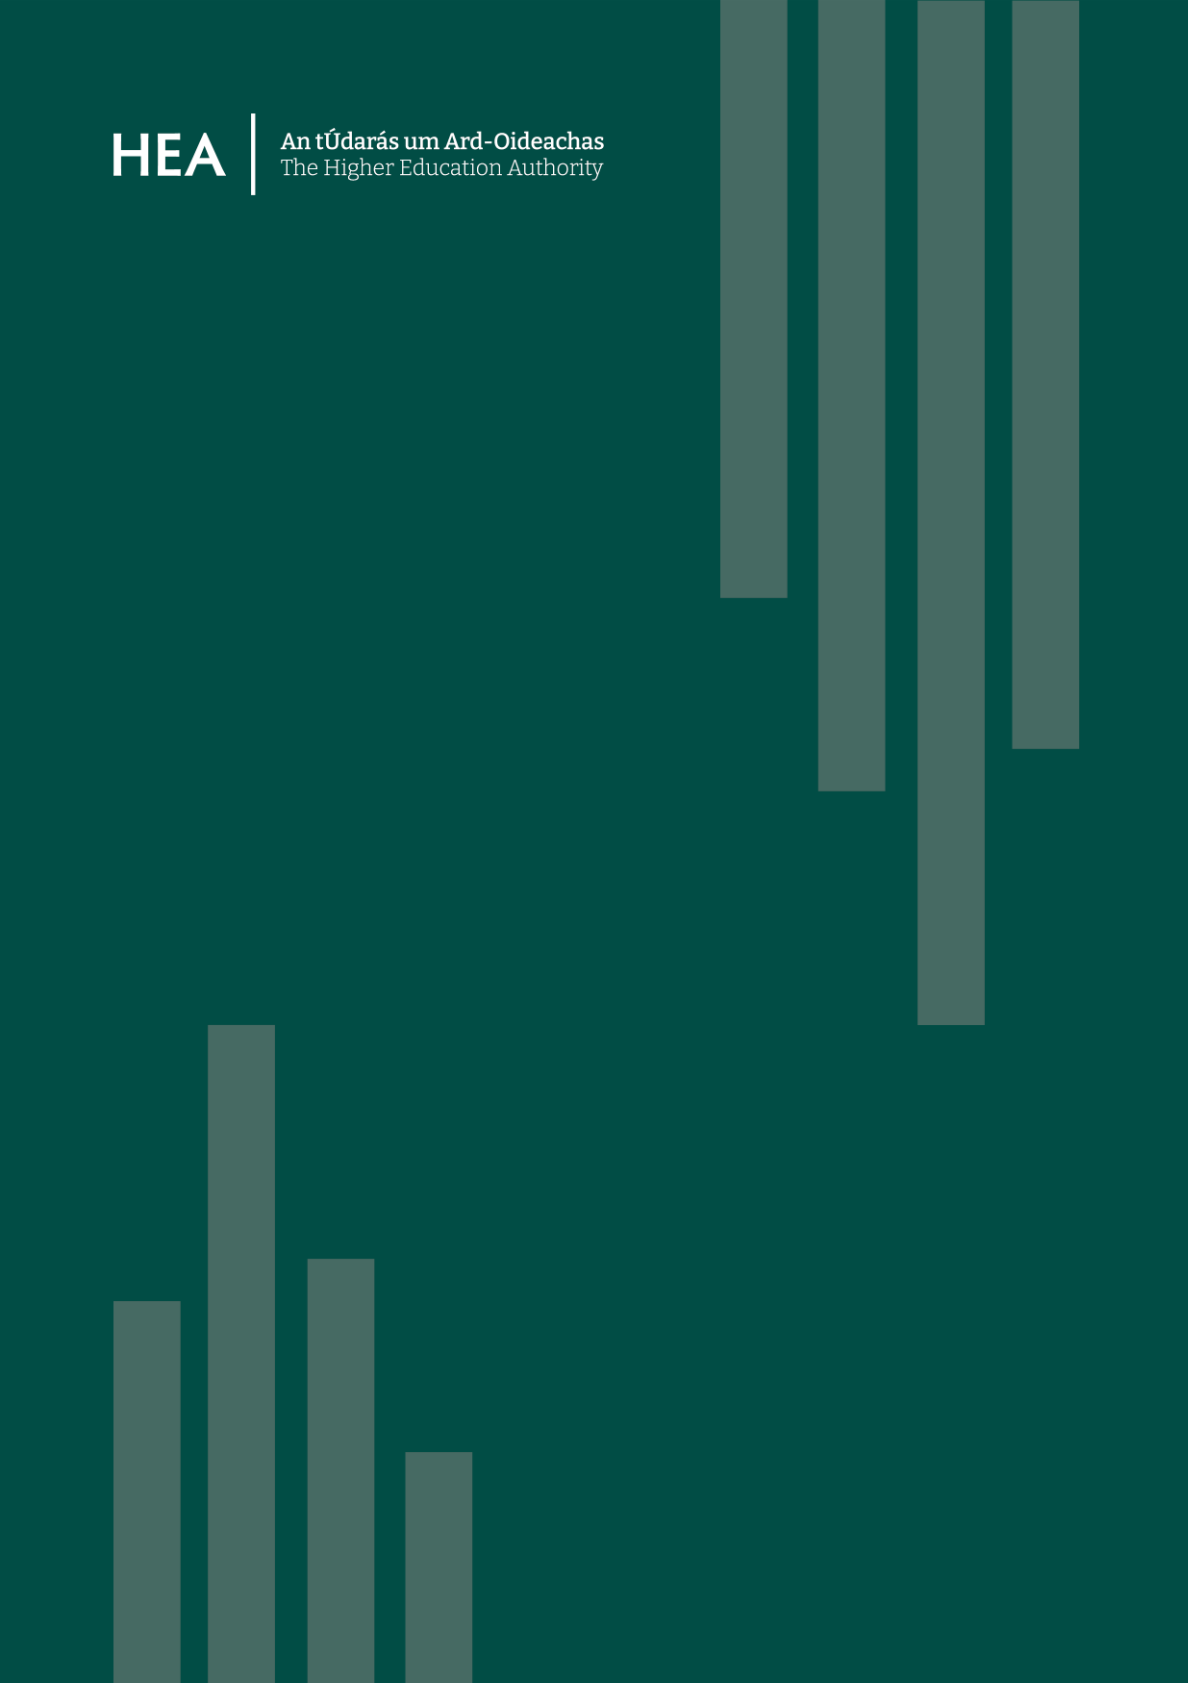 HEA
An tÚdarás um Ard-Oideachas
The Higher Education Authority